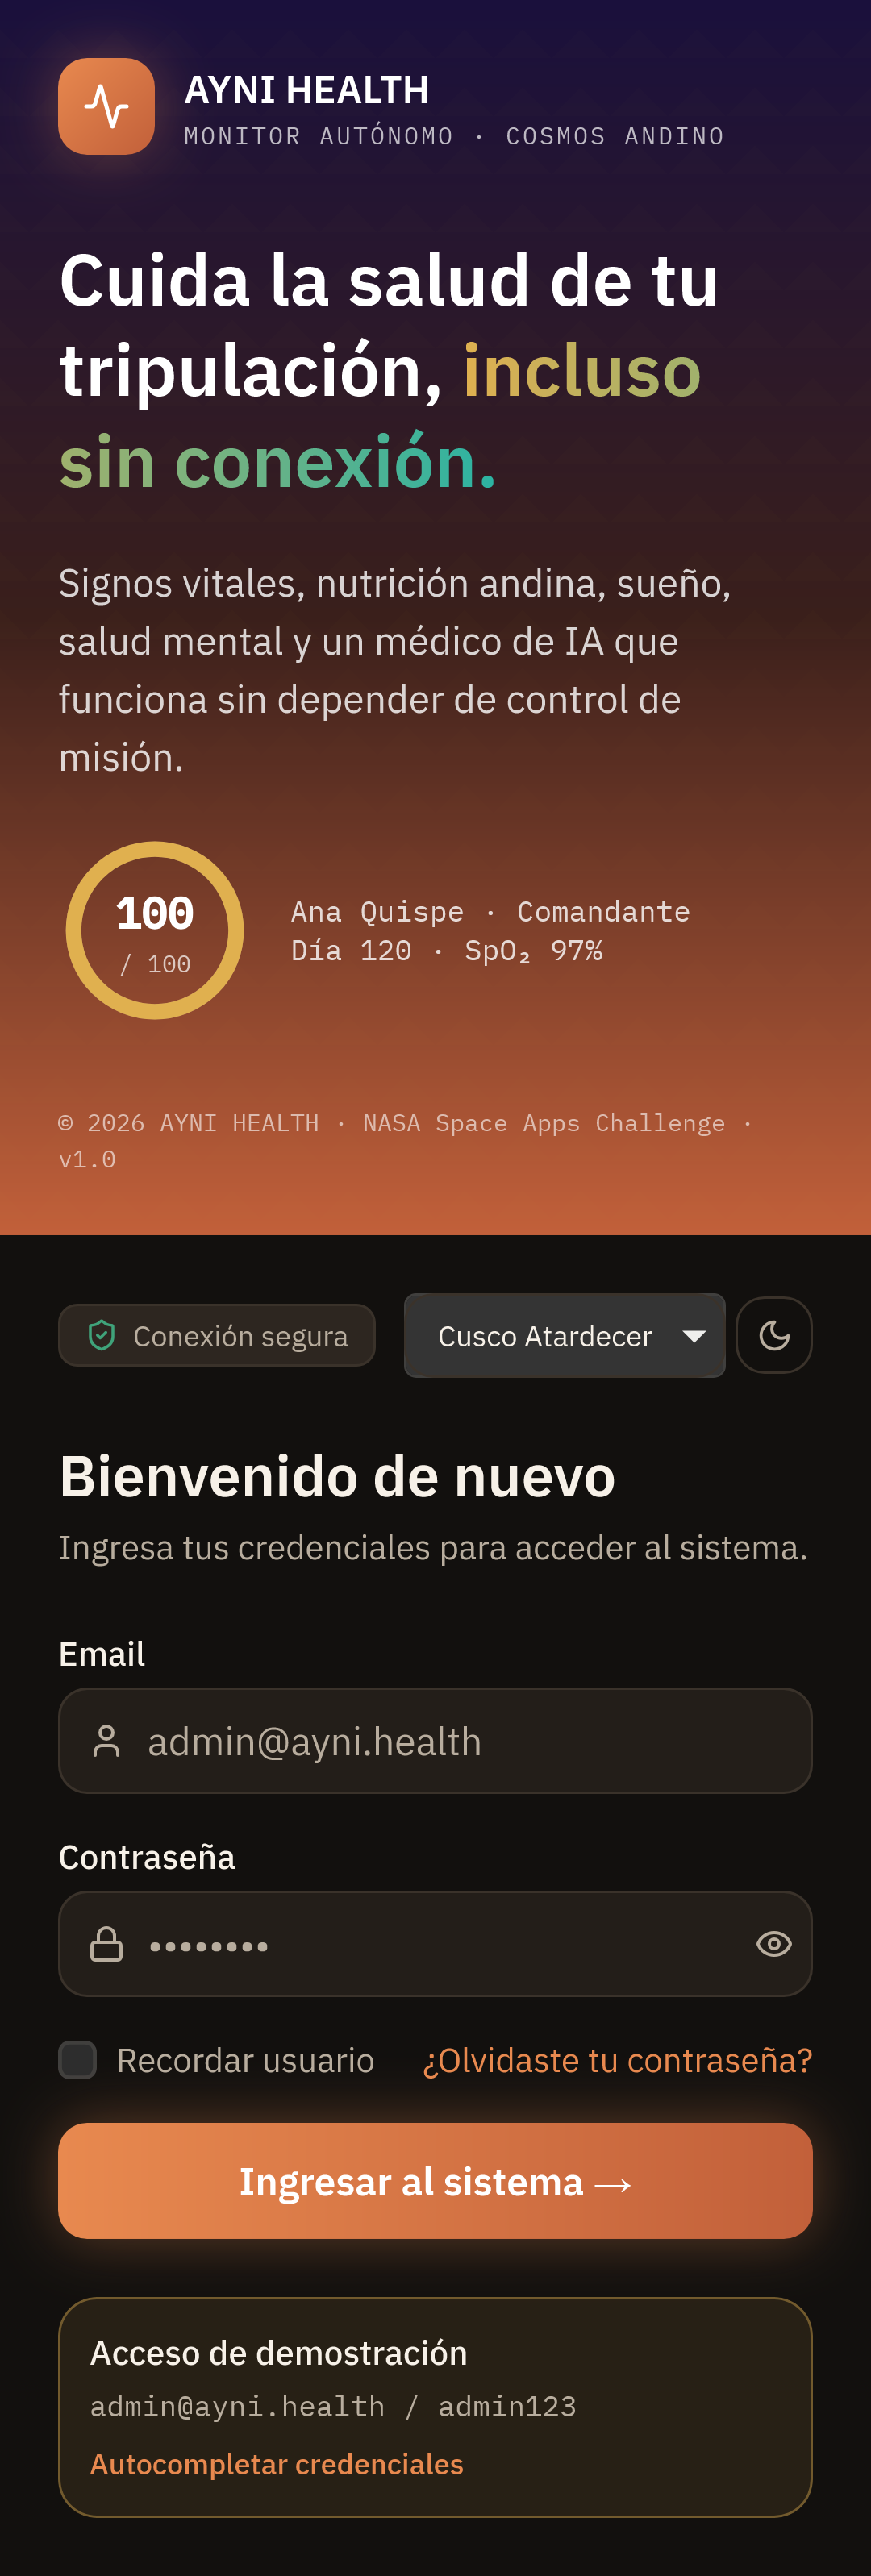 AYNI HEALTH
MONITOR AUTÓNOMO · COSMOS ANDINO
Cuida la salud de tu
tripulación, incluso
sin conexión.
Signos vitales, nutrición andina, sueño,
salud mental y un médico de IA que
funciona sin depender de control de
misión.
100
/ 100
Ana Quispe · Comandante
Día 120 · SpO₂ 97%
© 2026 AYNI HEALTH · NASA Space Apps Challenge ·
v1.0
Conexión segura
Cusco Atardecer
Bienvenido de nuevo
Ingresa tus credenciales para acceder al sistema.
Email
admin@ayni.health
Contraseña
••••••••
Recordar usuario
¿Olvidaste tu contraseña?
Ingresar al sistema →
Acceso de demostración
admin@ayni.health / admin123
Autocompletar credenciales